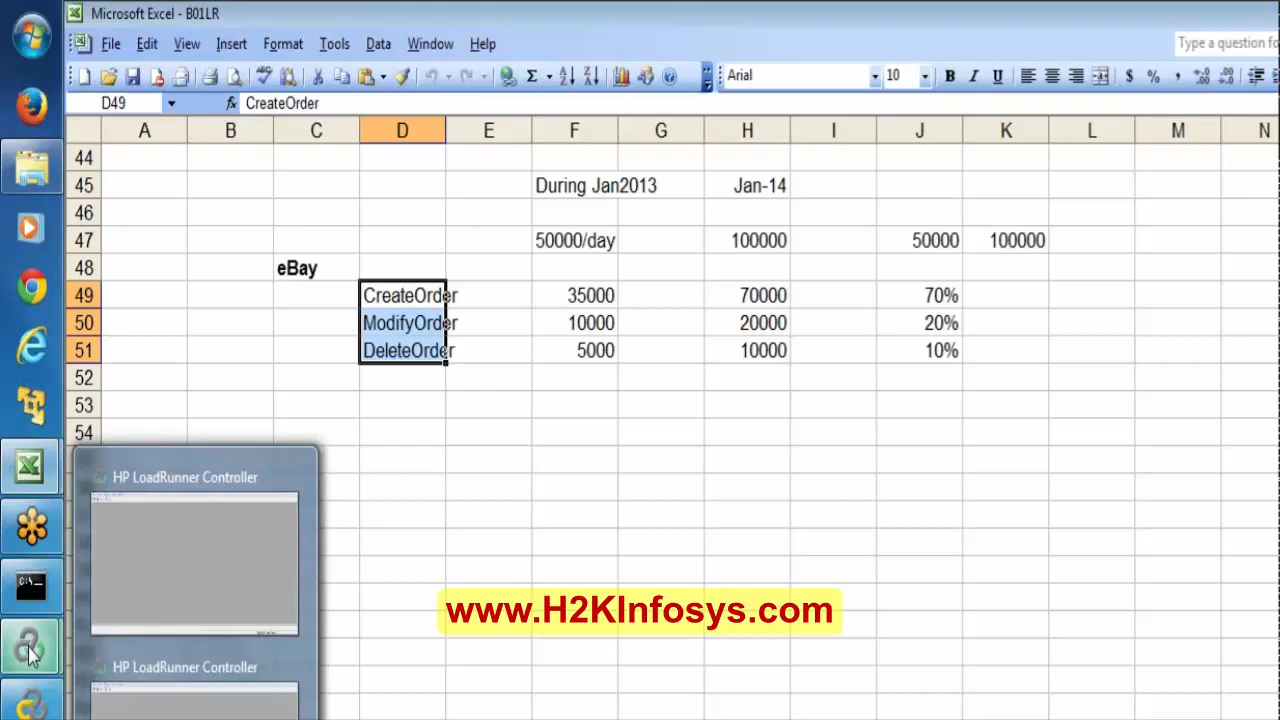 Microsoft Excel - B01LR
File Edit View Insert Format Tools Data Window Help
Type a question fo
Arial 10 B I U $ % ,
D49 fx CreateOrder
A B C D E F G H I J K L M N
44
45 During Jan2013 Jan-14
46
47 50000/day 100000 50000 100000
48 eBay
49 CreateOrder 35000 70000 70%
50 ModifyOrder 10000 20000 20%
51 DeleteOrder 5000 10000 10%
52
53
54
HP LoadRunner Controller
www.H2KInfosys.com
HP LoadRunner Controller